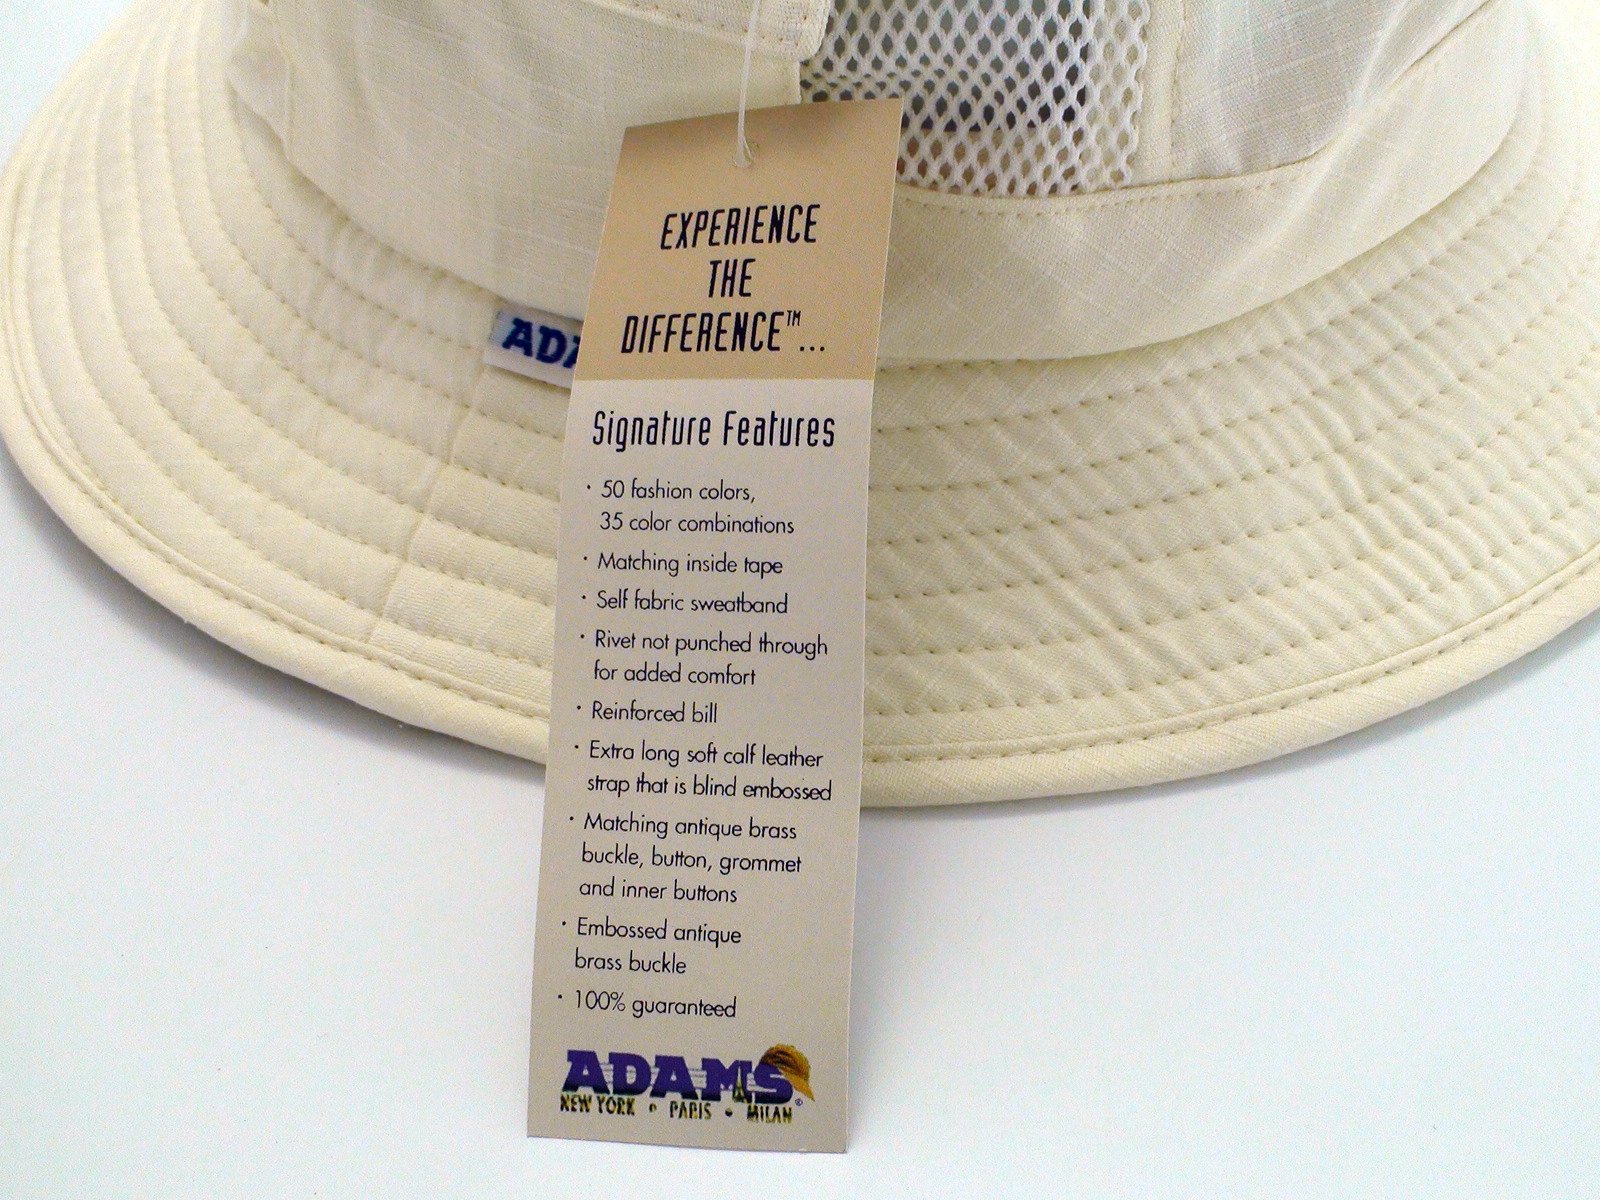 EXPERIENCE
THE
DIFFERENCE™...
Signature Features
· 50 fashion colors,
35 color combinations
· Matching inside tape
· Self fabric sweatband
· Rivet not punched through
for added comfort
· Reinforced bill
· Extra long soft calf leather
strap that is blind embossed
· Matching antique brass
buckle, button, grommet
and inner buttons
· Embossed antique
brass buckle
· 100% guaranteed
ADAMS®
NEW YORK • PARIS • MILAN